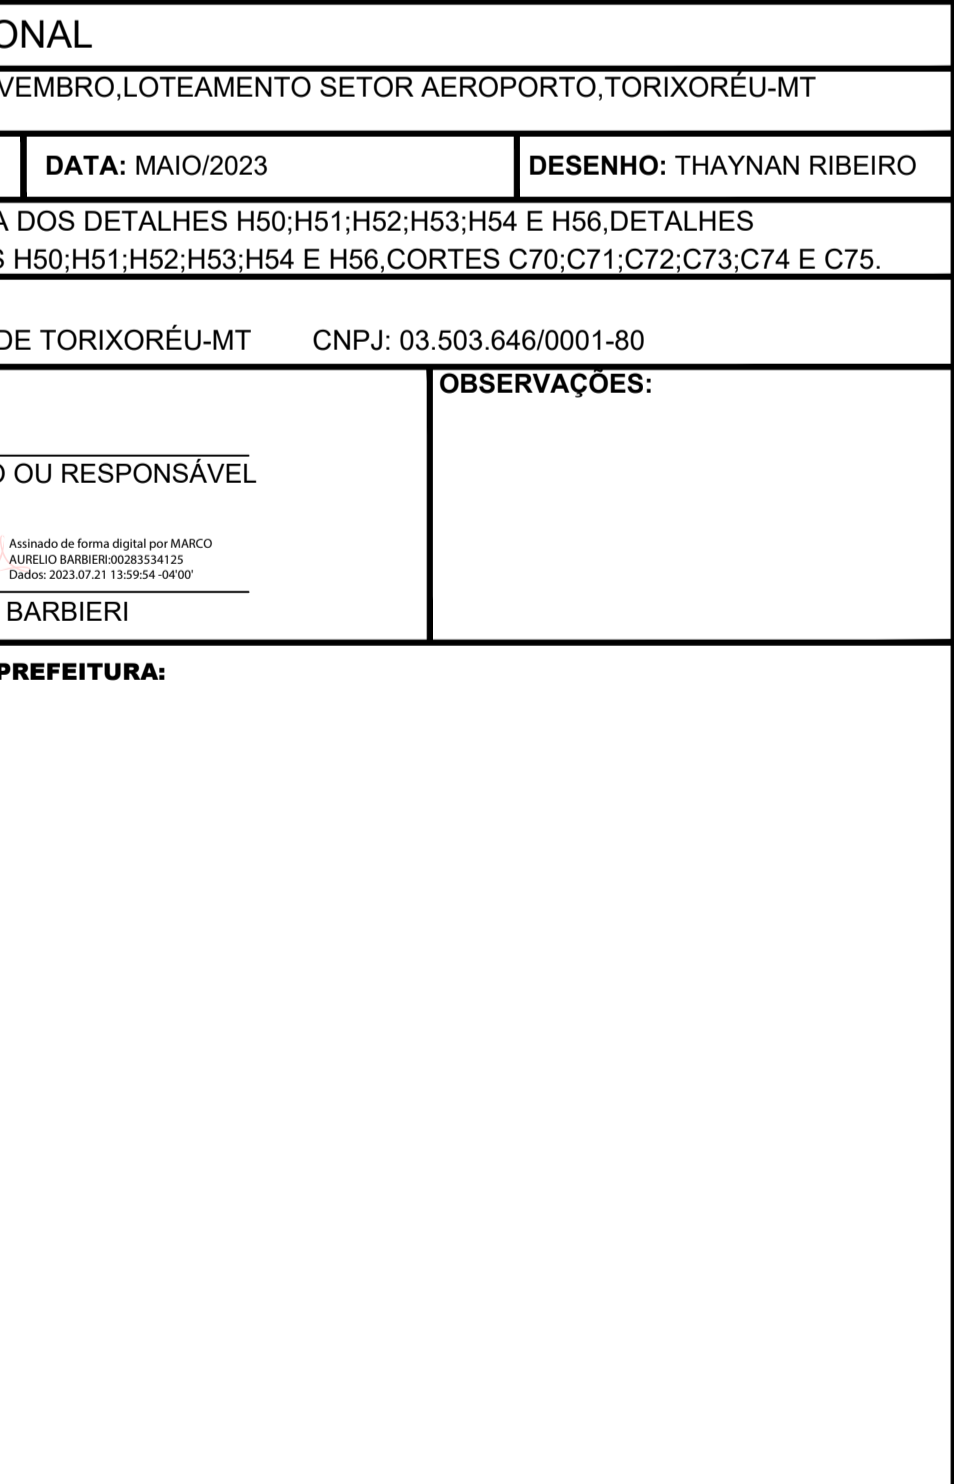 ONAL
VEMBRO,LOTEAMENTO SETOR AEROPORTO,TORIXORÉU-MT
DATA: MAIO/2023 DESENHO: THAYNAN RIBEIRO
A DOS DETALHES H50;H51;H52;H53;H54 E H56,DETALHES
S H50;H51;H52;H53;H54 E H56,CORTES C70;C71;C72;C73;C74 E C75.
DE TORIXORÉU-MT CNPJ: 03.503.646/0001-80
OBSERVAÇÕES:
O OU RESPONSÁVEL
Assinado de forma digital por MARCO
AURELIO BARBIERI:00283534125
Dados: 2023.07.21 13:59:54 -04'00'
BARBIERI
PREFEITURA: